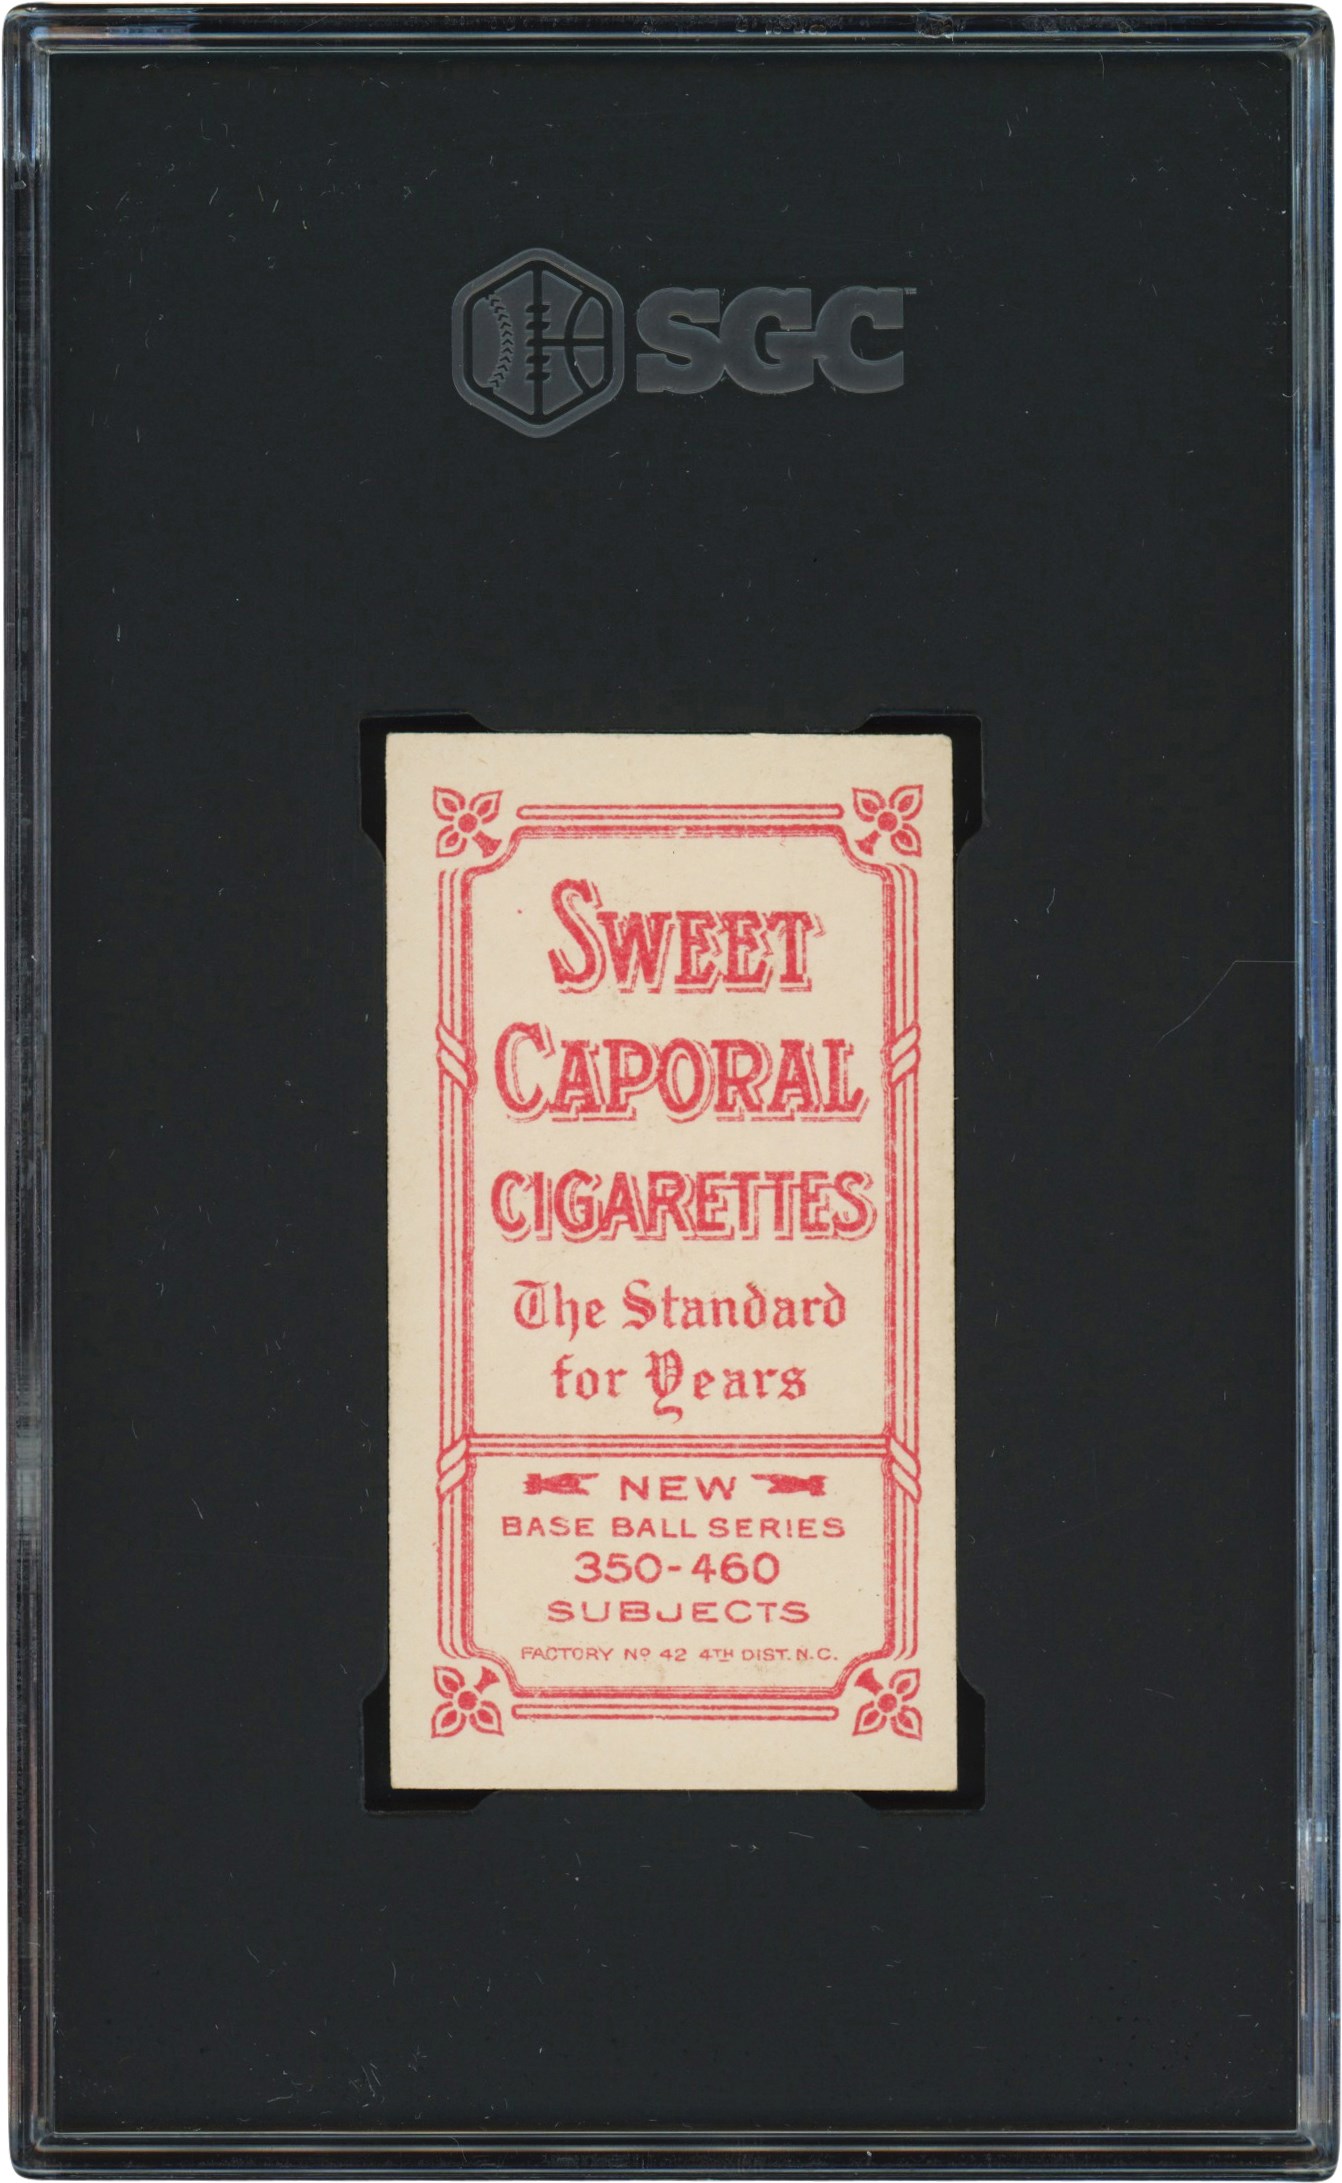 SGC
SWEET
CAPORAL
CIGARETTES
The Standard
for Years
NEW
BASE BALL SERIES
350-460
SUBJECTS
FACTORY Nº 42 4TH DIST. N.C.